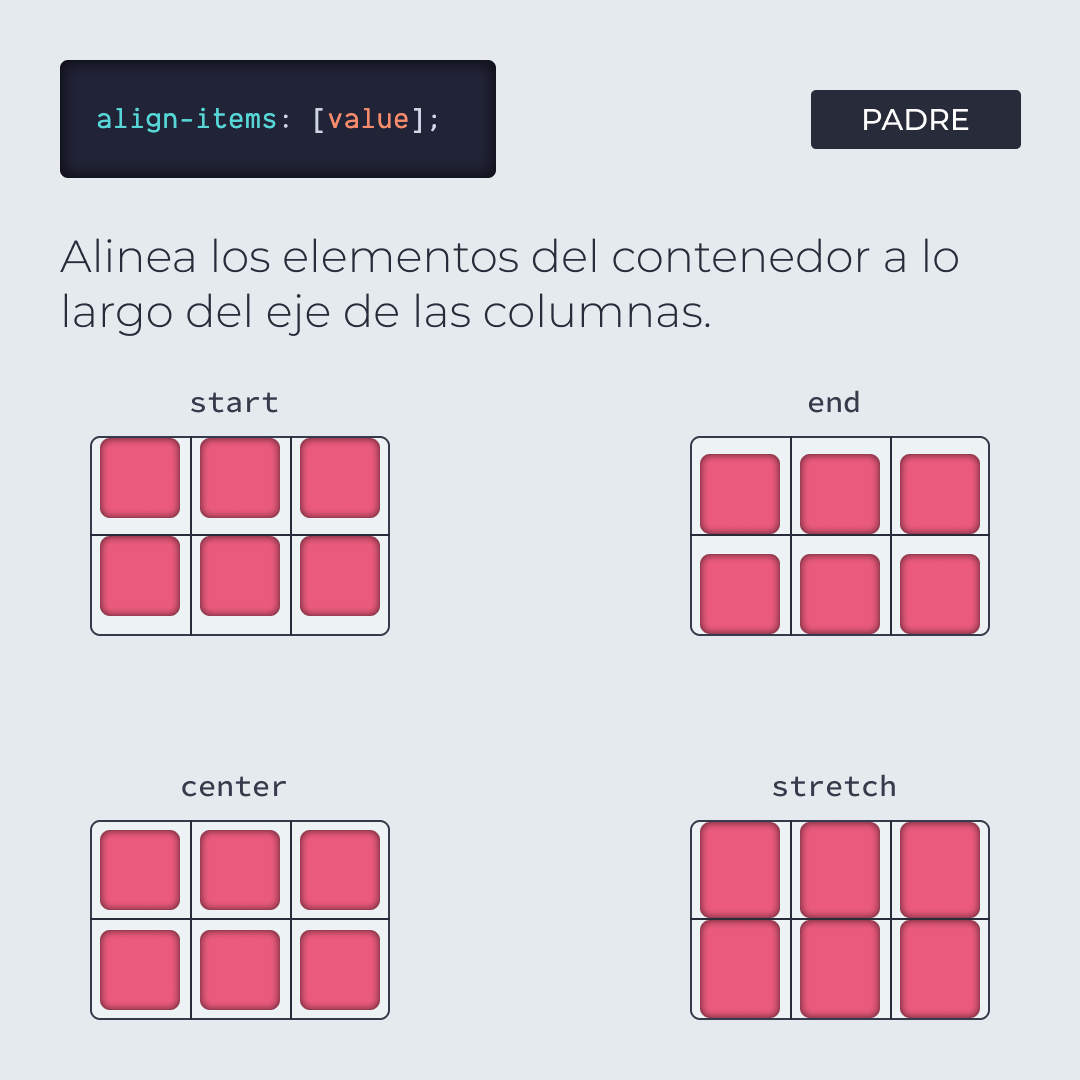 align-items: [value];
PADRE
Alinea los elementos del contenedor a lo
largo del eje de las columnas.
start
end
center
stretch